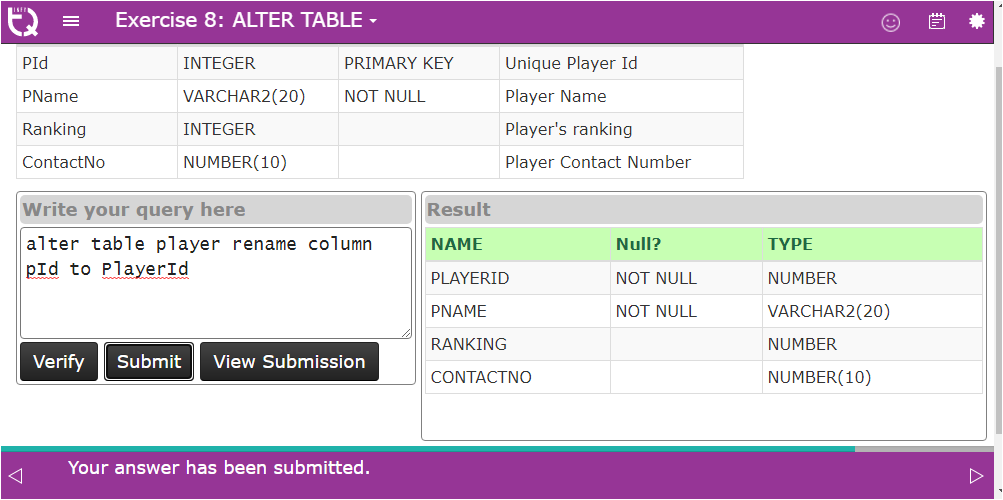 INFY
TQ
Exercise 8: ALTER TABLE
PId INTEGER PRIMARY KEY Unique Player Id
PName VARCHAR2(20) NOT NULL Player Name
Ranking INTEGER Player's ranking
ContactNo NUMBER(10) Player Contact Number
Write your query here
alter table player rename column
pId to PlayerId
Verify Submit View Submission
Result
NAME Null? TYPE
PLAYERID NOT NULL NUMBER
PNAME NOT NULL VARCHAR2(20)
RANKING NUMBER
CONTACTNO NUMBER(10)
Your answer has been submitted.